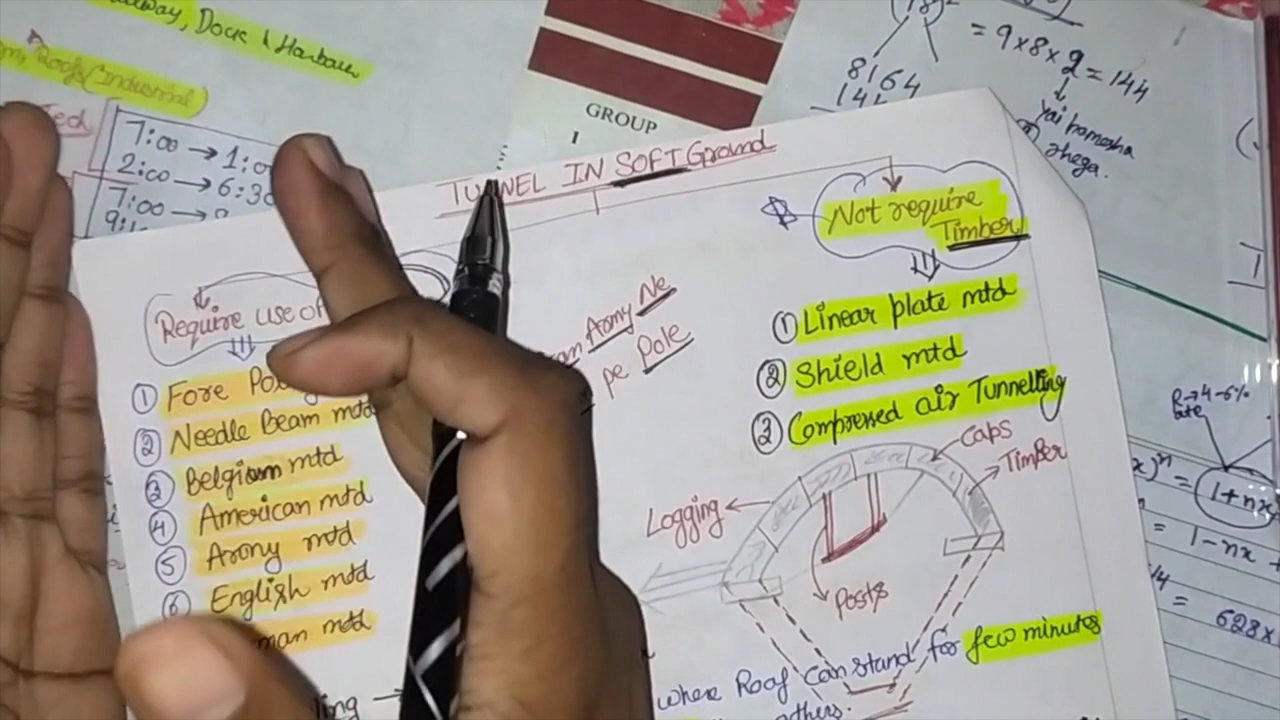 way, Dock & Harbour
Roofs (Industrial)
7:00 → 1:0
2:00 → 6:30
7:00 →
GROUP
I
= 9×8×2 = 144
8164
144
yai hamesha
rhega.
TUNNEL IN SOFT Ground
Require use of
① Fore Po
② Needle Beam mtd
③ Belgium mtd
④ American mtd
⑤ Army mtd
⑥ English mtd
man mtd
Army Ne
pe Pole
Not require
Timber
① Linear plate mtd
② Shield mtd
③ Compressed air Tunnelling
Caps
Timber
Logging
Posts
where Roof can stand for few minutes
others.
ling →
R→4-6%
1+nx
= 1-nx +
= 628×